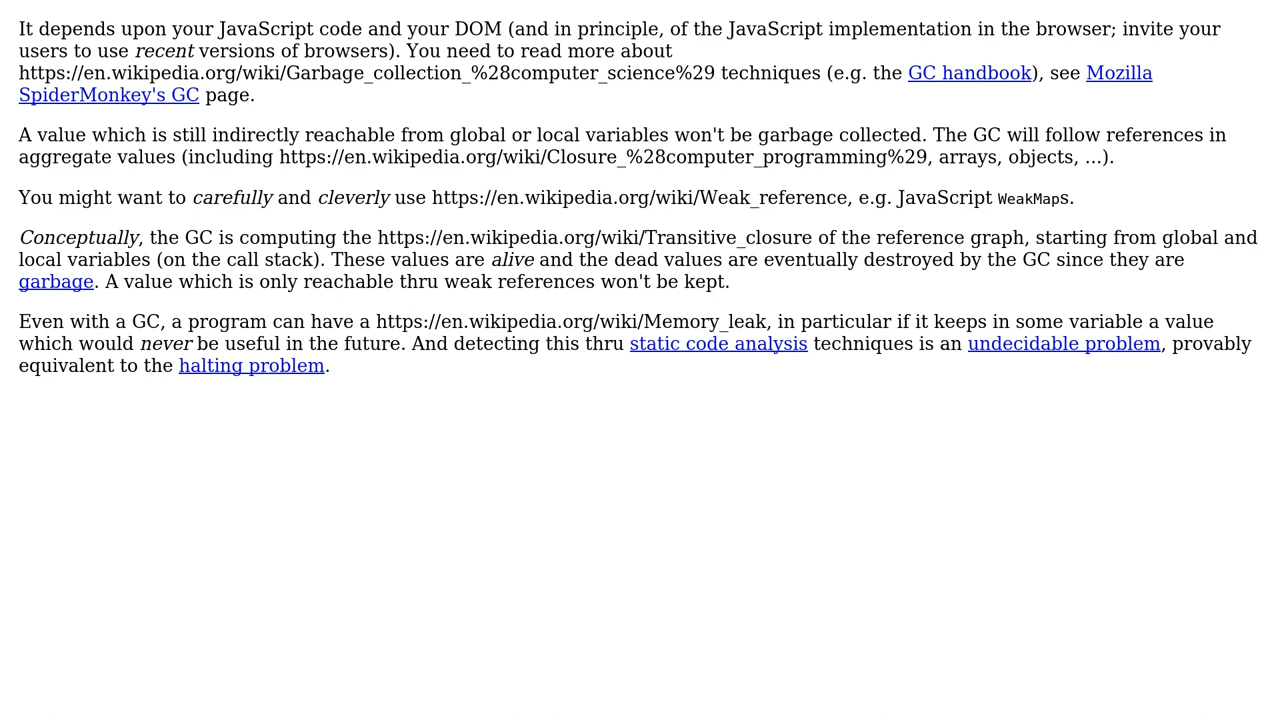 It depends upon your JavaScript code and your DOM (and in principle, of the JavaScript implementation in the browser; invite your
users to use recent versions of browsers). You need to read more about
https://en.wikipedia.org/wiki/Garbage_collection_%28computer_science%29 techniques (e.g. the GC handbook), see Mozilla
SpiderMonkey's GC page.
A value which is still indirectly reachable from global or local variables won't be garbage collected. The GC will follow references in
aggregate values (including https://en.wikipedia.org/wiki/Closure_%28computer_programming%29, arrays, objects, ...).
You might want to carefully and cleverly use https://en.wikipedia.org/wiki/Weak_reference, e.g. JavaScript WeakMaps.
Conceptually, the GC is computing the https://en.wikipedia.org/wiki/Transitive_closure of the reference graph, starting from global and
local variables (on the call stack). These values are alive and the dead values are eventually destroyed by the GC since they are
garbage. A value which is only reachable thru weak references won't be kept.
Even with a GC, a program can have a https://en.wikipedia.org/wiki/Memory_leak, in particular if it keeps in some variable a value
which would never be useful in the future. And detecting this thru static code analysis techniques is an undecidable problem, provably
equivalent to the halting problem.